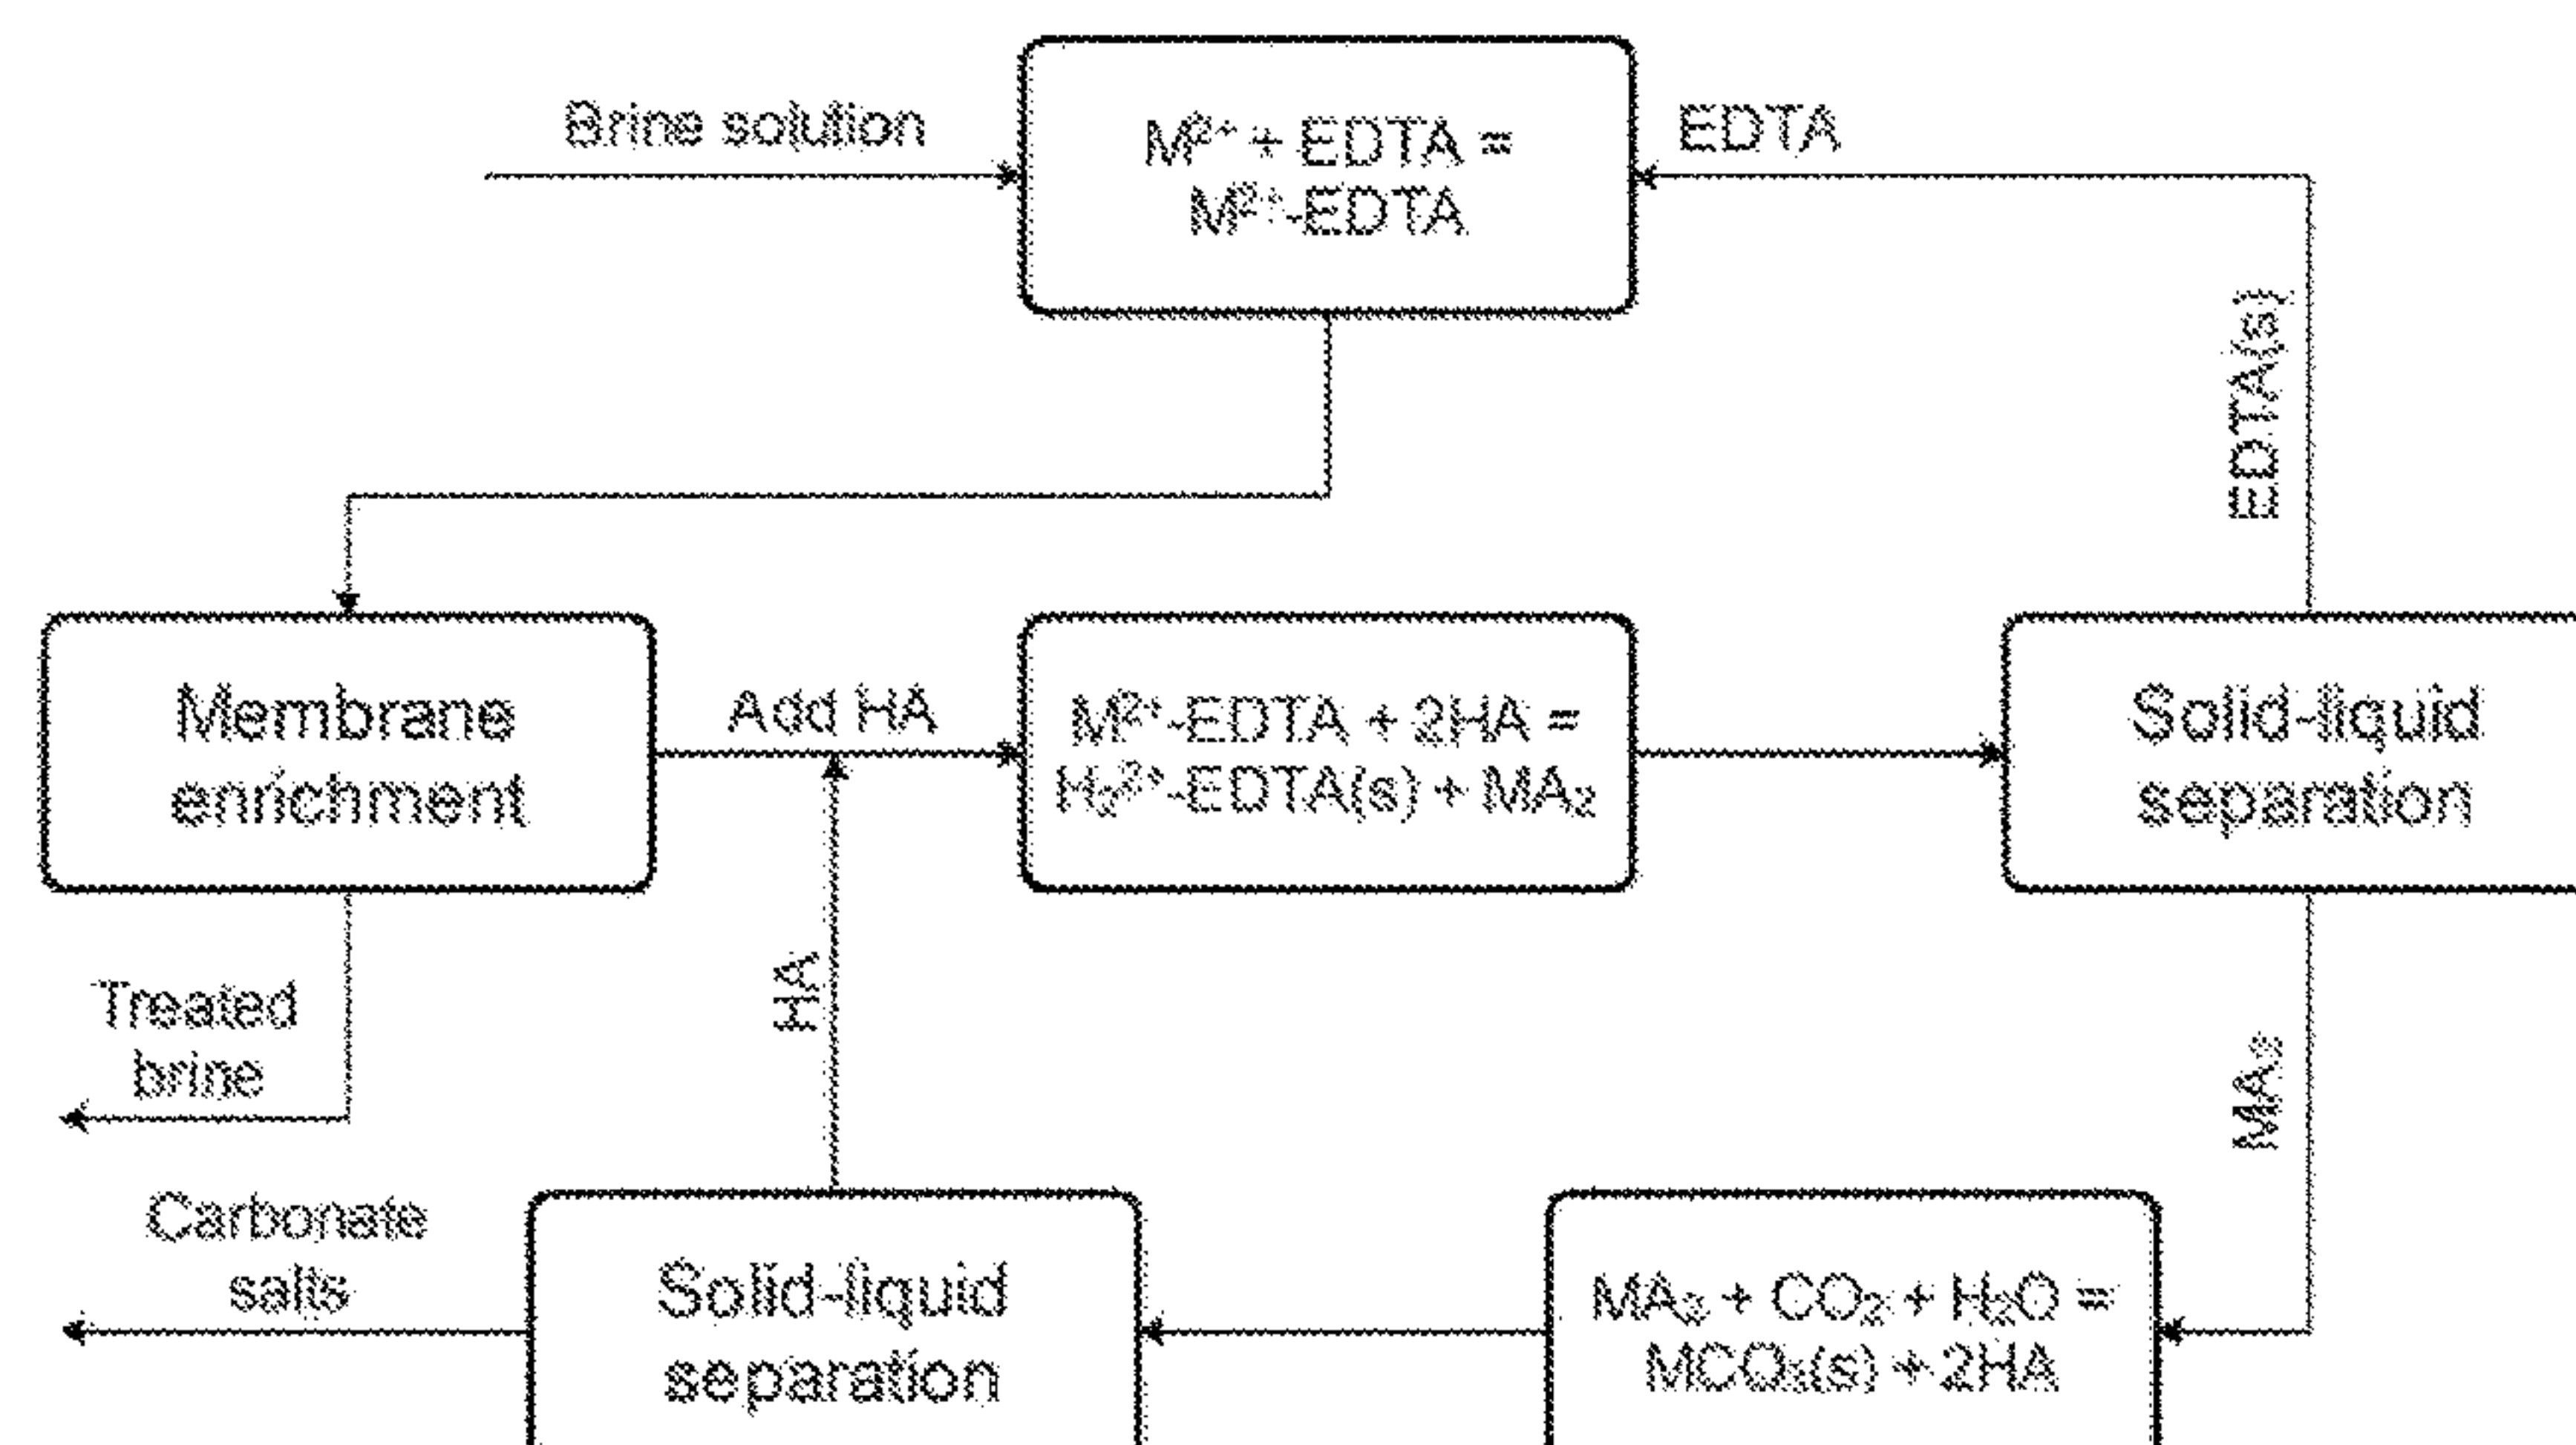 Brine solution
M²⁺ + EDTA =
M²⁺-EDTA
EDTA
EDTA(s)
Membrane
enrichment
Add HA
M²⁺-EDTA + 2HA =
H₂²⁺-EDTA(s) + MA₂
Solid-liquid
separation
Treated
brine
HA
MA₂
Carbonate
salts
Solid-liquid
separation
MA₂ + CO₂ + H₂O =
MCO₃(s) + 2HA